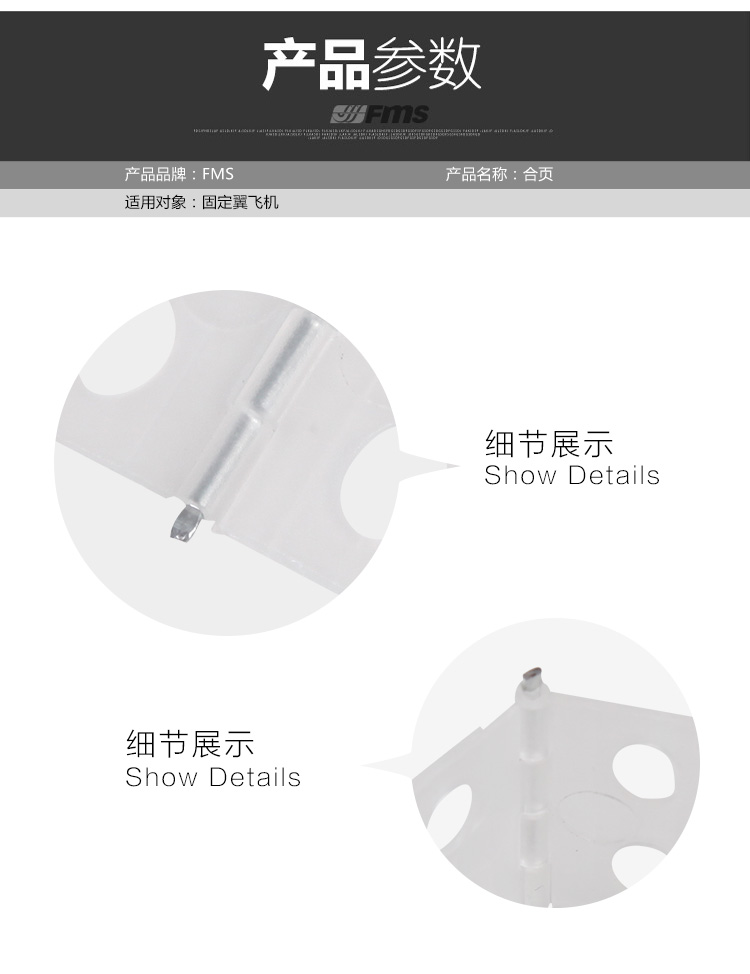 产品参数
FMS
产品品牌：FMS
产品名称：合页
适用对象：固定翼飞机
细节展示
Show Details
细节展示
Show Details